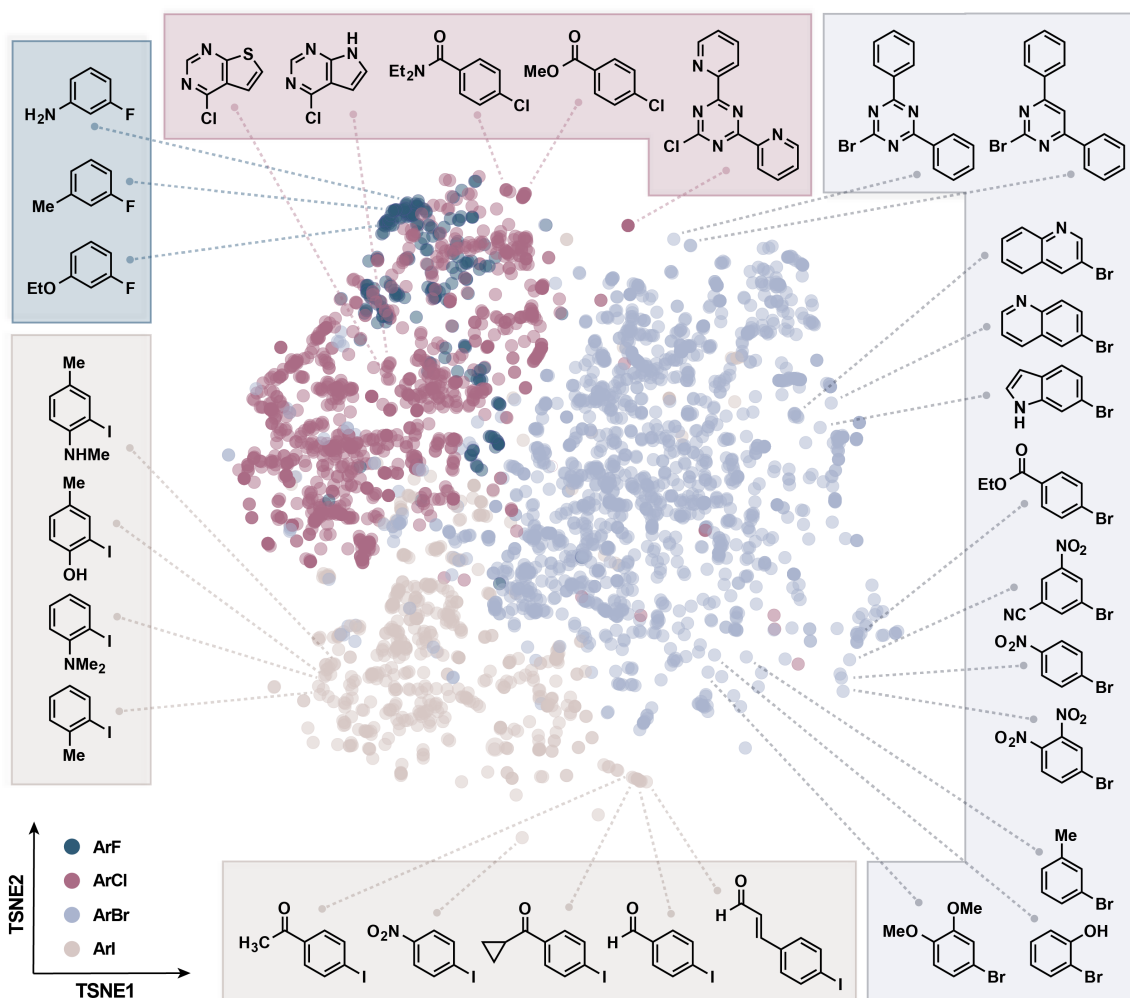 N
S
N
Cl
N
H
N
N
Cl
O
Et2N
Cl
O
MeO
Cl
N
N
N
Cl
N
N
N
N
Br
N
N
Br
N
H2N
F
Me
F
EtO
F
N
Br
N
Br
N
H
Br
O
EtO
Br
NO2
NC
Br
O2N
Br
NO2
O2N
Br
Me
I
NHMe
Me
I
OH
I
NMe2
I
Me
Me
Br
OMe
MeO
Br
OH
Br
ArF
ArCl
ArBr
ArI
TSNE2
TSNE1
O
H3C
I
O2N
I
O
I
O
H
I
O
H
I